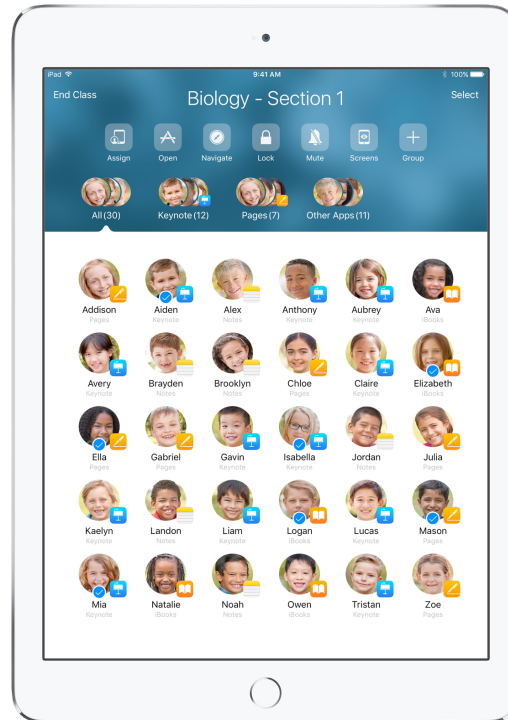 iPad 9:41 AM 100%
End Class Biology - Section 1 Select
Assign Open Navigate Lock Mute Screens Group
All (30) Keynote (12) Pages (7) Other Apps (11)
Addison Aiden Alex Anthony Aubrey Ava
Pages Keynote Notes Keynote Keynote iBooks
Avery Brayden Brooklyn Chloe Claire Elizabeth
Keynote Notes Notes Pages Keynote iBooks
Ella Gabriel Gavin Isabella Jordan Julia
Pages Pages Keynote Keynote Notes Pages
Kaelyn Landon Liam Logan Lucas Mason
Keynote Notes Keynote iBooks Keynote Pages
Mia Natalie Noah Owen Tristan Zoe
Keynote iBooks Notes iBooks Keynote Pages